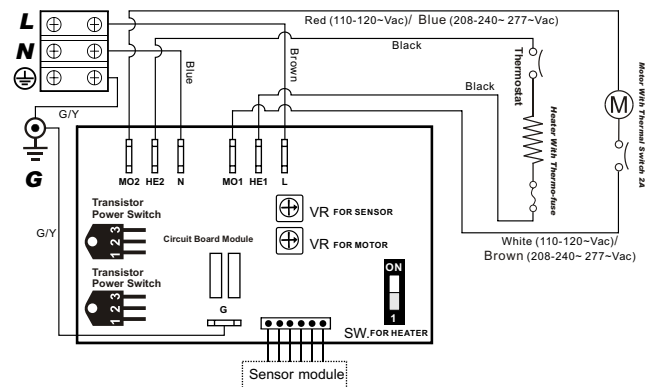 L
N
G
Red (110-120~Vac)/ Blue (208-240~ 277~Vac)
Black
Black
Blue
Brown
G/Y
G/Y
Thermostat
Heater With Thermo-fuse
M
Motor With Thermal Switch 2A
MO2 HE2 N MO1 HE1 L
Transistor
Power Switch
1 2 3
Transistor
Power Switch
1 2 3
Circuit Board Module
G
VR FOR SENSOR
VR FOR MOTOR
ON
1
SW.FOR HEATER
White (110-120~Vac)/
Brown (208-240~ 277~Vac)
Sensor module